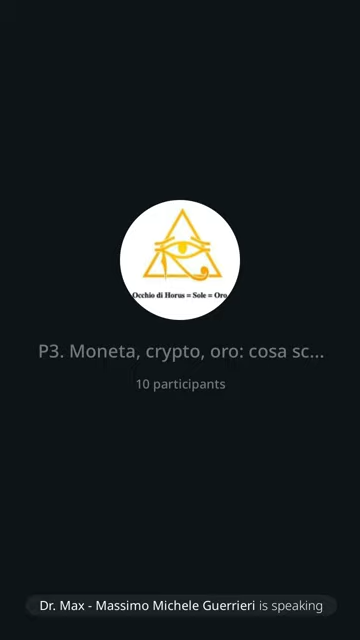 Occhio di Horus = Sole = Oro
P3. Moneta, crypto, oro: cosa sc...
10 participants
Dr. Max - Massimo Michele Guerrieri is speaking